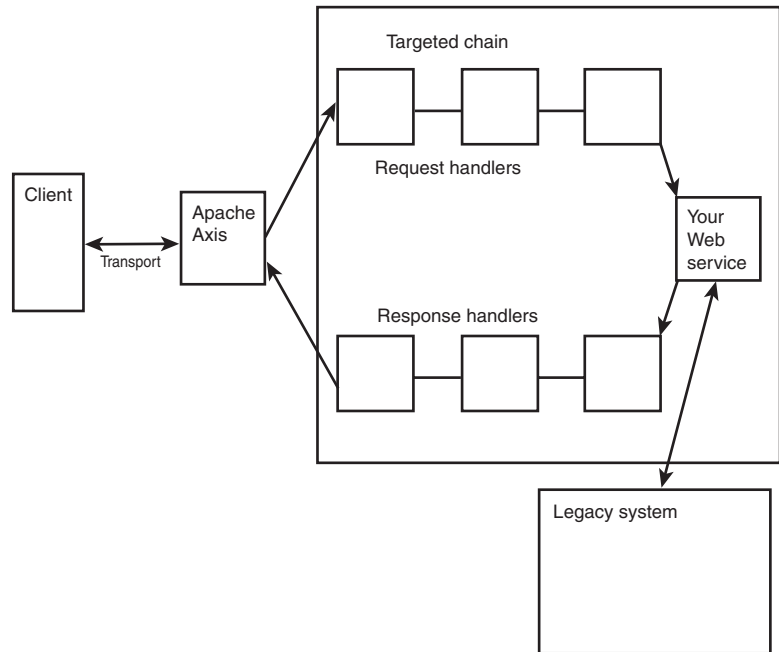 Targeted chain
Request handlers
Client
Transport
Apache
Axis
Your
Web
service
Response handlers
Legacy system